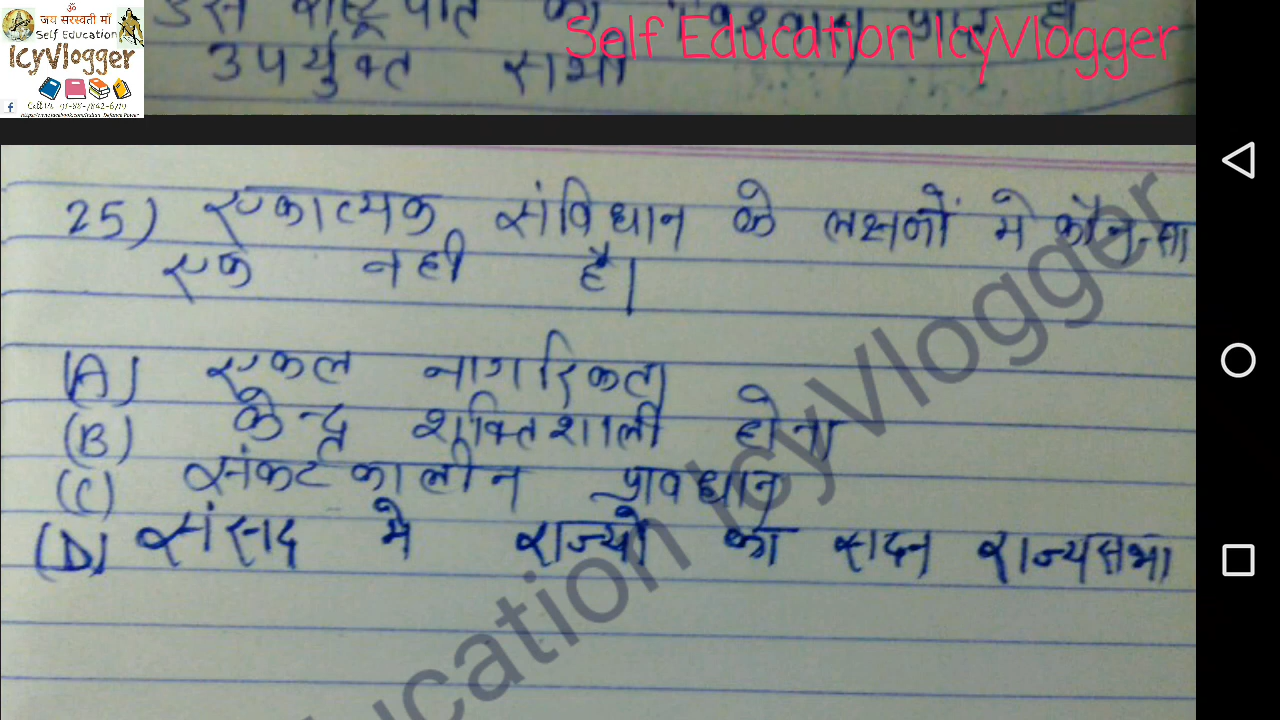 ॐ
जय सरस्वती माँ
Self Education
IcyVlogger
Self Education IcyVlogger
उपर्युक्त सभी
25) एकात्मक संविधान के लक्षणों मे कौन-सा
एक नही है।
(A) एकल नागरिकता
(B) केन्द्र शक्तिशाली होना
(C) संकटकालीन प्रावधान
(D) संसद मे राज्यो का सदन राज्यसभा
Education IcyVlogger